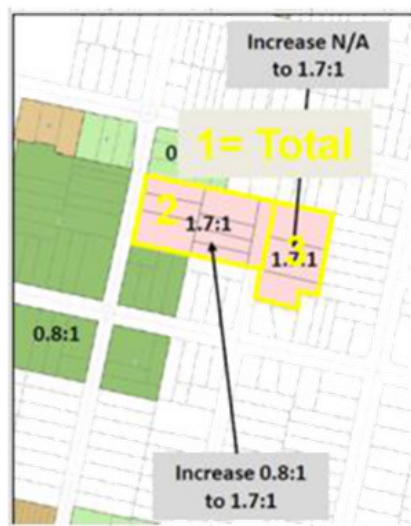 Increase N/A
to 1.7:1
0
1= Total
2
1.7:1
3
1.7:1
0.8:1
Increase 0.8:1
to 1.7:1